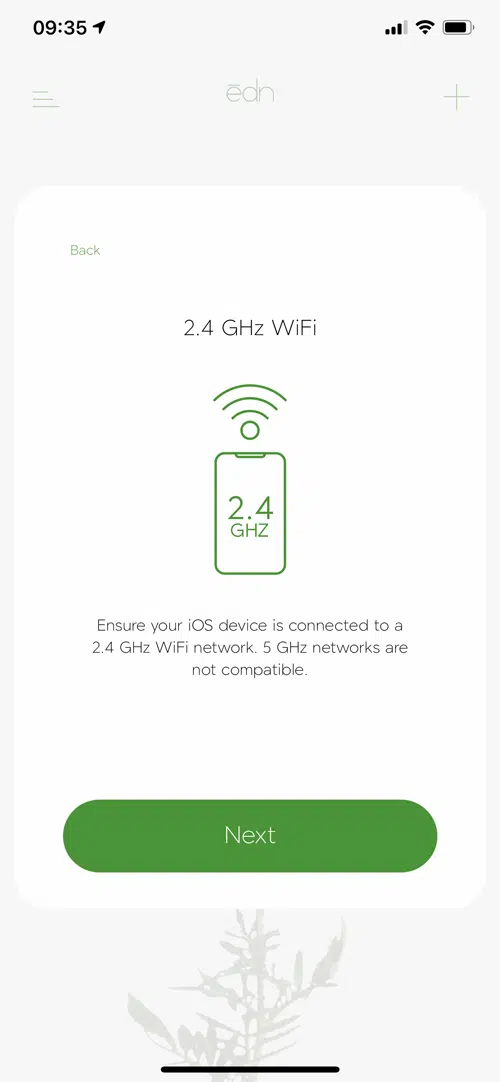 09:35
ēdn
Back
2.4 GHz WiFi
2.4
GHZ
Ensure your iOS device is connected to a
2.4 GHz WiFi network. 5 GHz networks are
not compatible.
Next